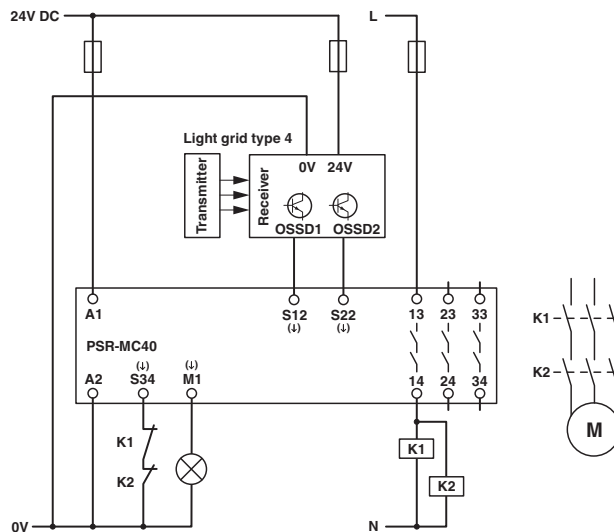 24V DC
L
Light grid type 4
0V 24V
Transmitter
Receiver
OSSD1 OSSD2
A1
S12
(↓)
S22
(↓)
13 23 33
PSR-MC40
A2
(↓)
S34
(↓)
M1
14 24 34
K1
K2
K1
K2
0V
N
K1
K2
M